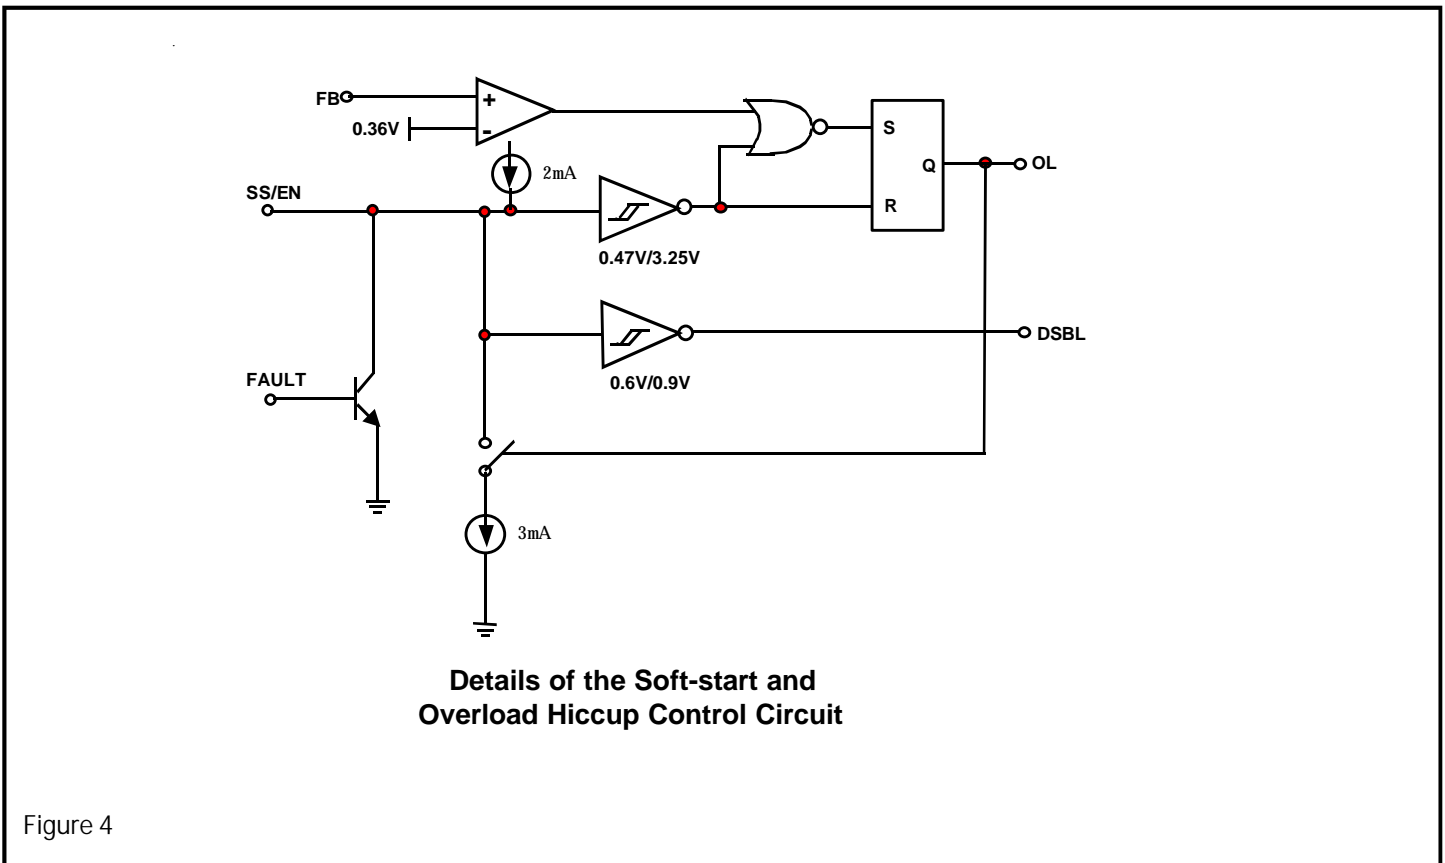 FB
+
0.36V
-
2mA
S
Q
OL
SS/EN
R
0.47V/3.25V
DSBL
FAULT
0.6V/0.9V
3mA
Details of the Soft-start and
Overload Hiccup Control Circuit
Figure 4